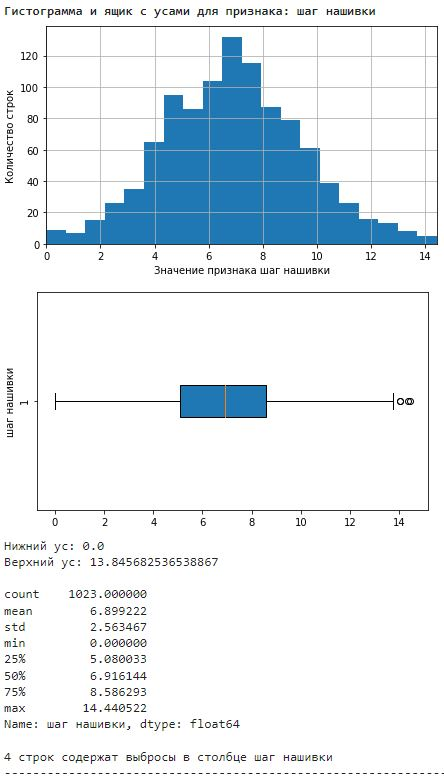 Гистограмма и ящик с усами для признака: шаг нашивки
120
100
80
60
40
20
0
Количество строк
0 2 4 6 8 10 12 14
Значение признака шаг нашивки
шаг нашивки
1
0 2 4 6 8 10 12 14
Нижний ус: 0.0
Верхний ус: 13.845682536538867
count 1023.000000
mean 6.899222
std 2.563467
min 0.000000
25% 5.080033
50% 6.916144
75% 8.586293
max 14.440522
Name: шаг нашивки, dtype: float64
4 строк содержат выбросы в столбце шаг нашивки
--------------------------------------------------------------